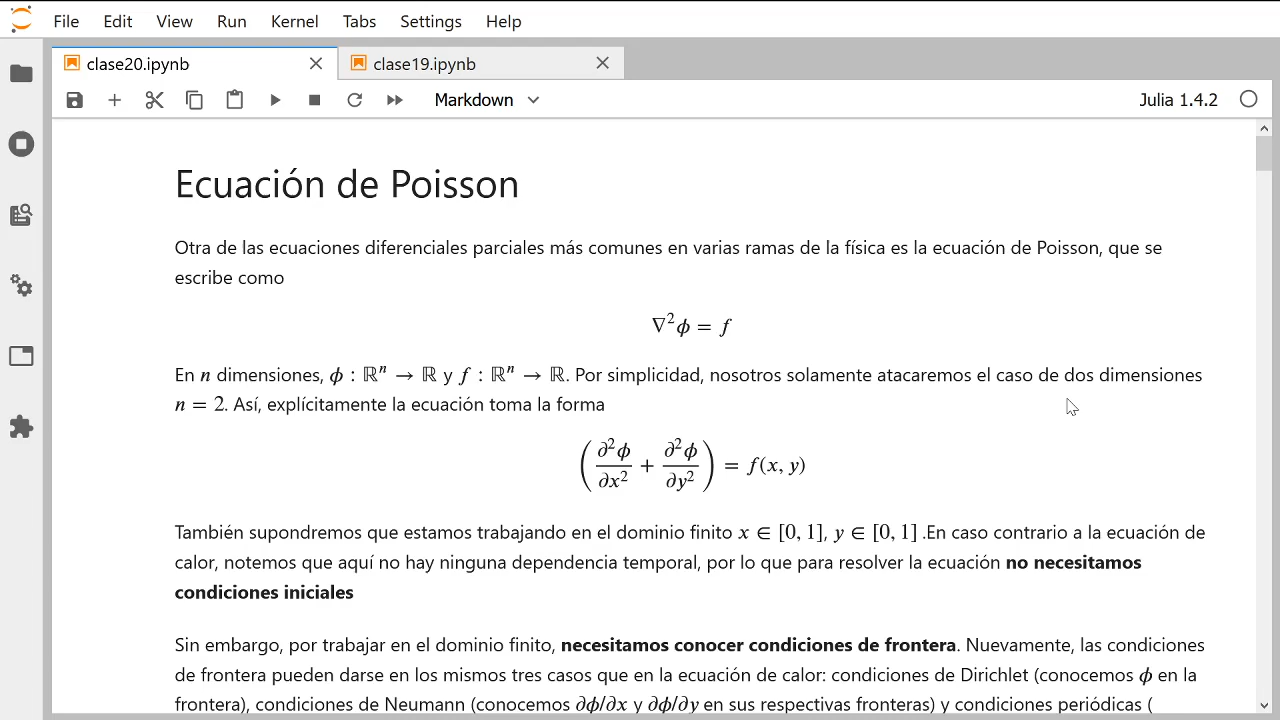 File Edit View Run Kernel Tabs Settings Help
clase20.ipynb clase19.ipynb
Markdown Julia 1.4.2
Ecuación de Poisson
Otra de las ecuaciones diferenciales parciales más comunes en varias ramas de la física es la ecuación de Poisson, que se
escribe como
∇²ϕ = f
En n dimensiones, ϕ : ℝⁿ → ℝ y f : ℝⁿ → ℝ. Por simplicidad, nosotros solamente atacaremos el caso de dos dimensiones
n = 2. Así, explícitamente la ecuación toma la forma
(∂²ϕ/∂x² + ∂²ϕ/∂y²) = f(x, y)
También supondremos que estamos trabajando en el dominio finito x ∈ [0, 1], y ∈ [0, 1] .En caso contrario a la ecuación de
calor, notemos que aquí no hay ninguna dependencia temporal, por lo que para resolver la ecuación no necesitamos
condiciones iniciales
Sin embargo, por trabajar en el dominio finito, necesitamos conocer condiciones de frontera. Nuevamente, las condiciones
de frontera pueden darse en los mismos tres casos que en la ecuación de calor: condiciones de Dirichlet (conocemos ϕ en la
frontera), condiciones de Neumann (conocemos ∂ϕ/∂x y ∂ϕ/∂y en sus respectivas fronteras) y condiciones periódicas (